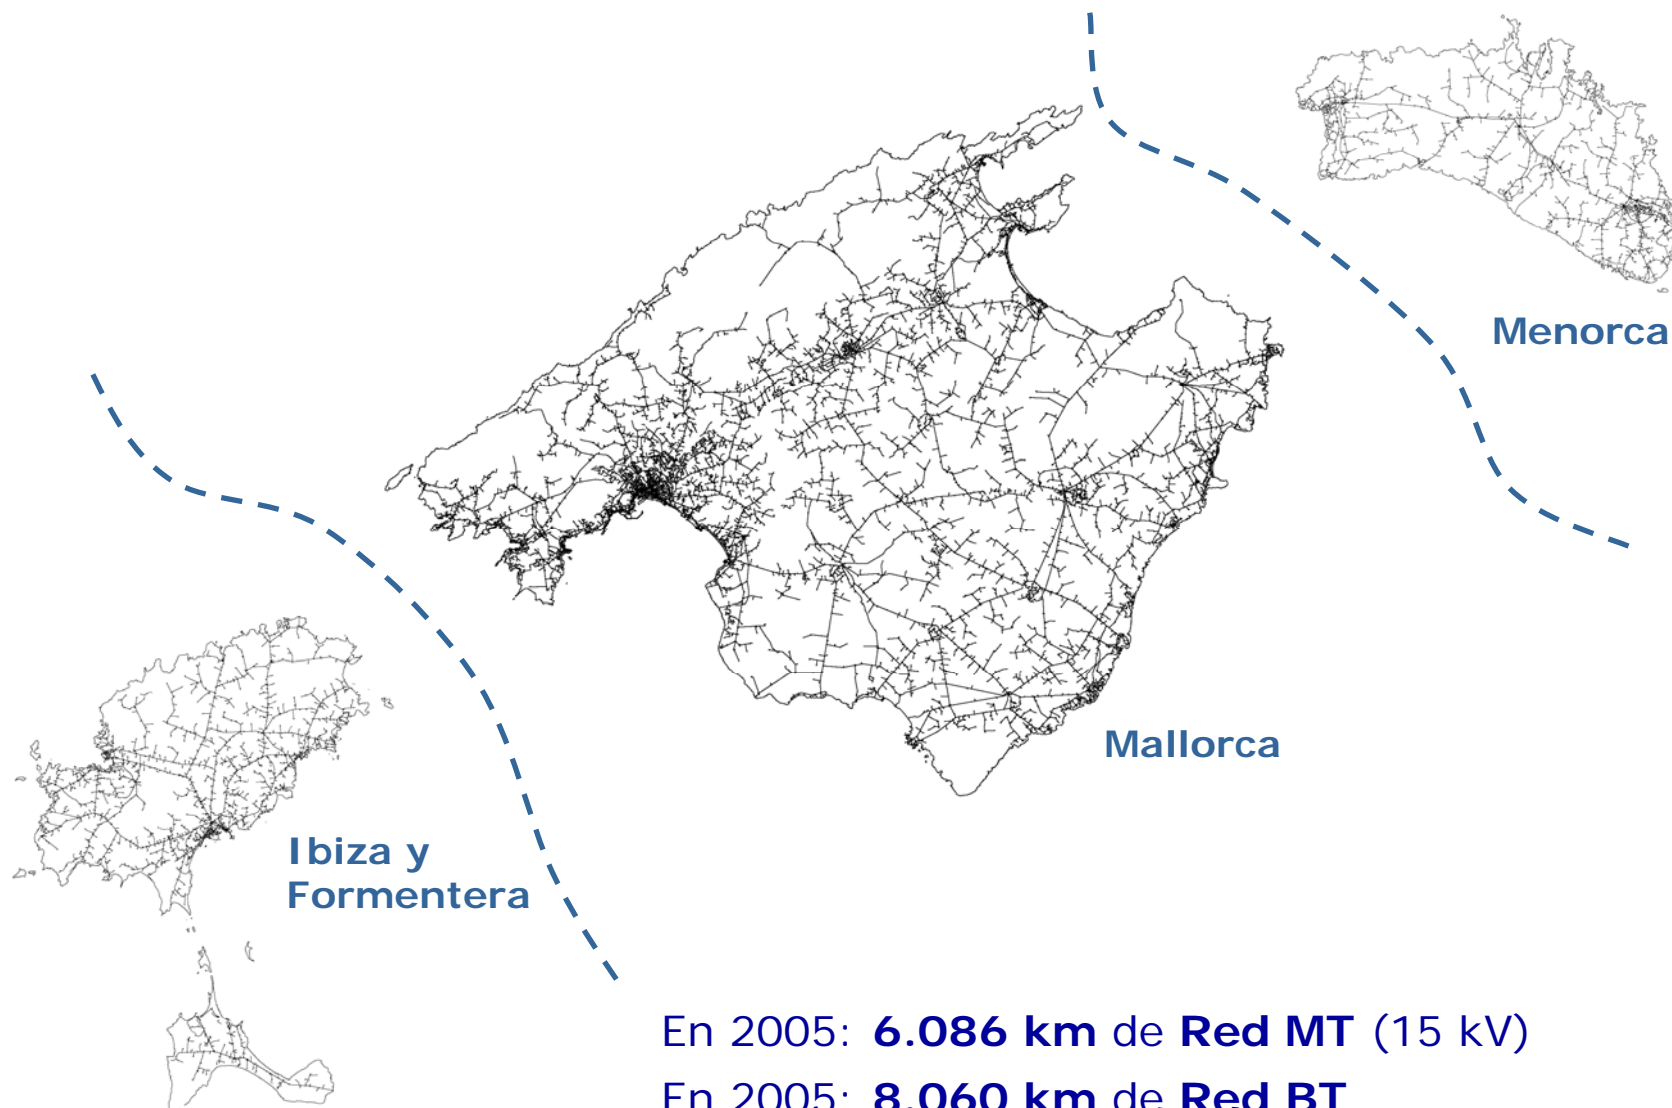 Menorca
Mallorca
Ibiza y
Formentera
En 2005: 6.086 km de Red MT (15 kV)
En 2005: 8.060 km de Red BT